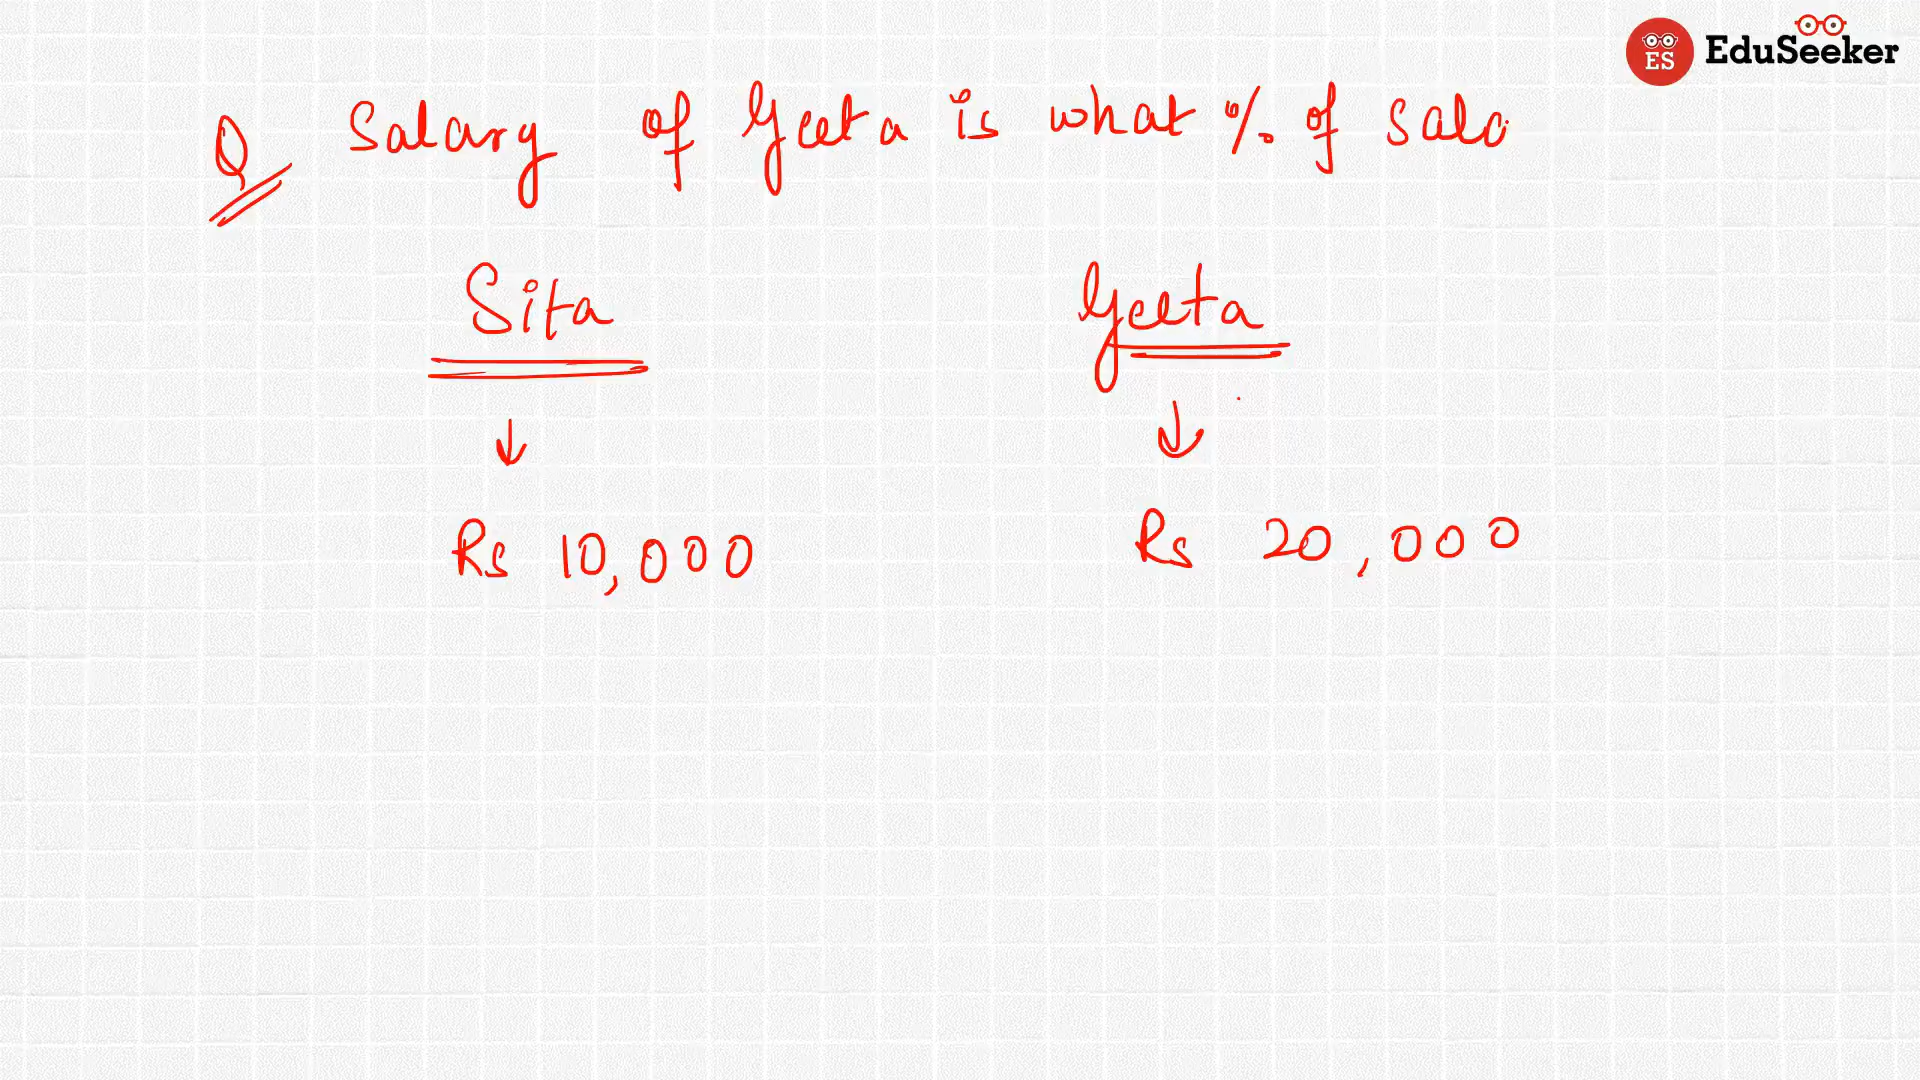 ES EduSeeker
Q Salary of Geeta is what % of sala
Sita Geeta
↓ ↓
Rs 10,000 Rs 20,000